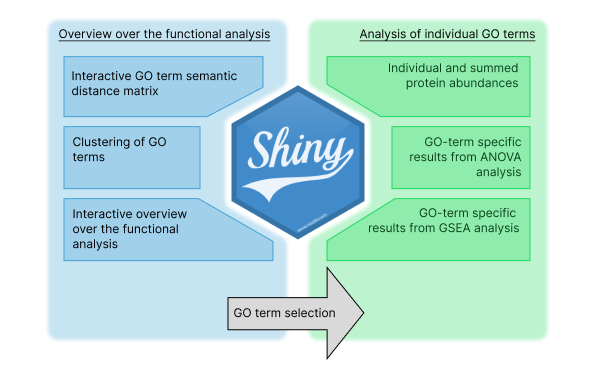 Overview over the functional analysis
Interactive GO term semantic
distance matrix
Clustering of GO
terms
Interactive overview
over the functional
analysis
Shiny
www.rstudio.com
Analysis of individual GO terms
Individual and summed
protein abundances
GO-term specific
results from ANOVA
analysis
GO-term specific
results from GSEA analysis
GO term selection